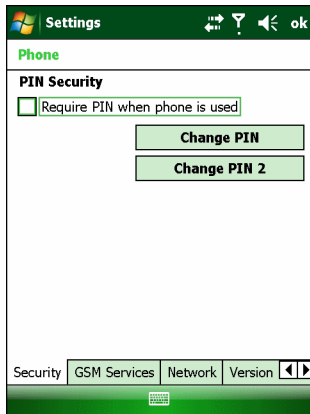 Settings ok
Phone
PIN Security
Require PIN when phone is used
Change PIN
Change PIN 2
Security GSM Services Network Version